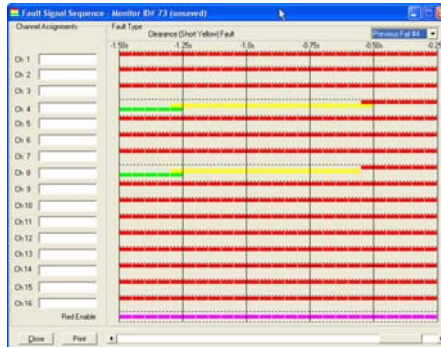 Fault Signal Sequence - Monitor ID# 73 (unsaved)
Channel Assignments
Fault Type
Clearance (Short Yellow) Fault
Previous Fail #4
-1.50s -1.25s -1.0s -0.75s -0.50s -0.25
Ch 1
Ch 2
Ch 3
Ch 4
Ch 5
Ch 6
Ch 7
Ch 8
Ch 9
Ch 10
Ch 11
Ch 12
Ch 13
Ch 14
Ch 15
Ch 16
Red Enable
Close Print